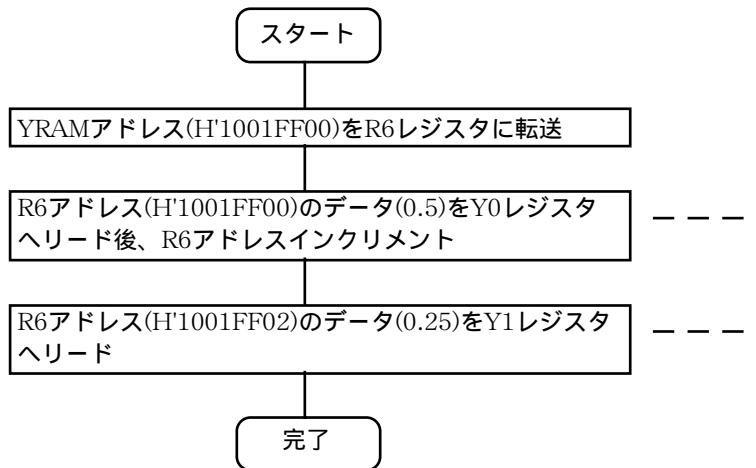 スタート
YRAMアドレス(H'1001FF00)をR6レジスタに転送
R6アドレス(H'1001FF00)のデータ(0.5)をY0レジスタ
へリード後、R6アドレスインクリメント
R6アドレス(H'1001FF02)のデータ(0.25)をY1レジスタ
へリード
完了